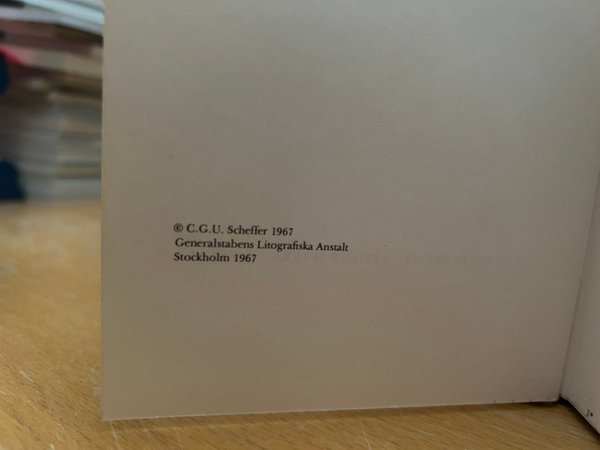 © C.G.U. Scheffer 1967
Generalstabens Litografiska Anstalt
Stockholm 1967